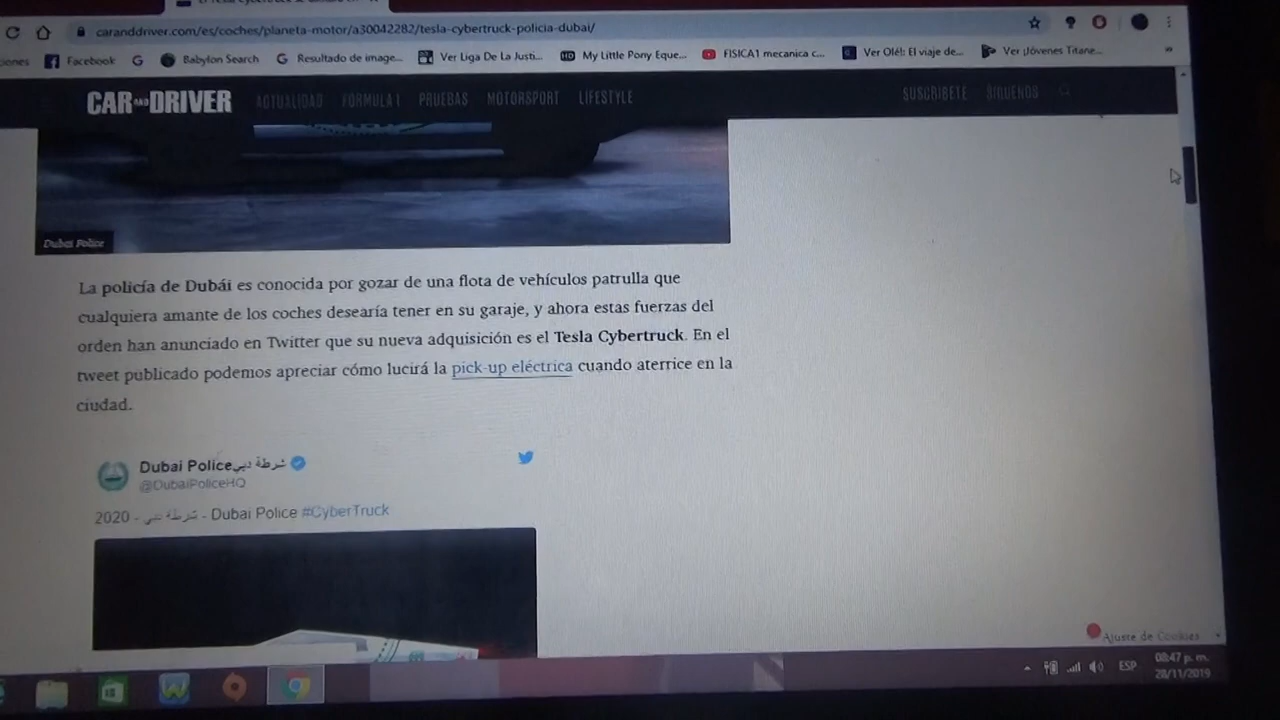 caranddriver.com/es/coches/planeta-motor/a30042282/tesla-cybertruck-policia-dubai/
Facebook
Babylon Search
Resultado de image...
Ver Liga De La Justi...
My Little Pony Eque...
FISICA1 mecanica c...
Ver Olé!: El viaje de...
Ver ¡Jóvenes Titane...
CAR AND DRIVER
ACTUALIDAD FÓRMULA 1 PRUEBAS MOTORSPORT LIFESTYLE SUSCRÍBETE SÍGUENOS
Dubai Police
La policía de Dubái es conocida por gozar de una flota de vehículos patrulla que
cualquiera amante de los coches desearía tener en su garaje, y ahora estas fuerzas del
orden han anunciado en Twitter que su nueva adquisición es el Tesla Cybertruck. En el
tweet publicado podemos apreciar cómo lucirá la pick-up eléctrica cuando aterrice en la
ciudad.
Dubai Policeشرطة دبي
@DubaiPoliceHQ
2020 - شرطة دبي - Dubai Police #CyberTruck
Ajuste de Cookies
ESP
08:47 p. m.
28/11/2019